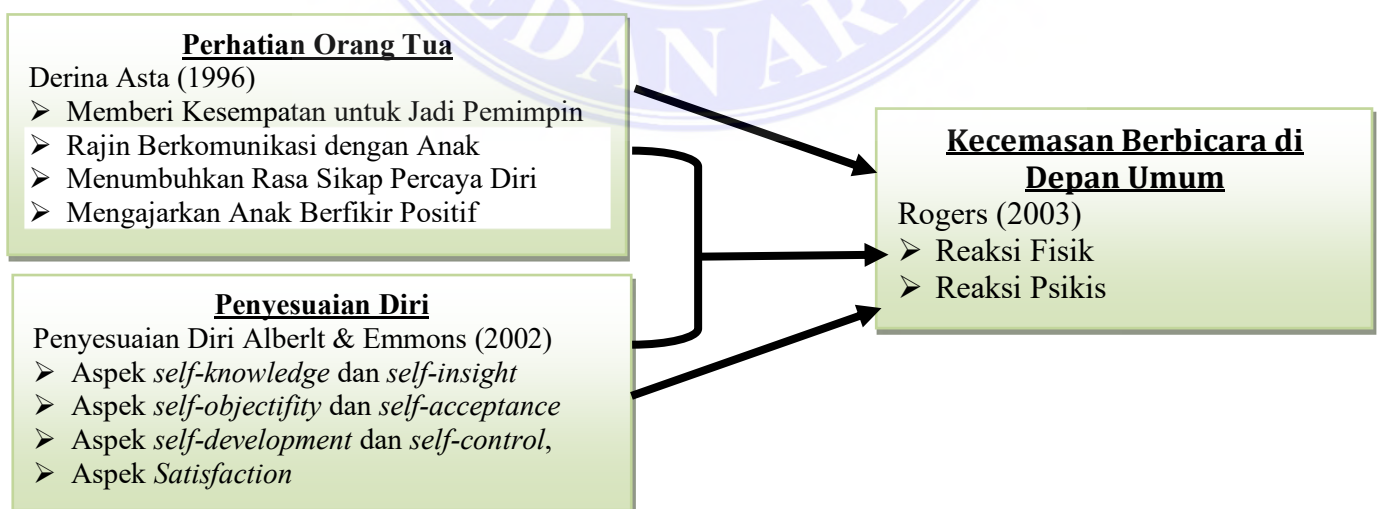 EDAN AR
Perhatian Orang Tua
Derina Asta (1996)
➢ Memberi Kesempatan untuk Jadi Pemimpin
➢ Rajin Berkomunikasi dengan Anak
➢ Menumbuhkan Rasa Sikap Percaya Diri
➢ Mengajarkan Anak Berfikir Positif
Penyesuaian Diri
Penyesuaian Diri Alberlt & Emmons (2002)
➢ Aspek self-knowledge dan self-insight
➢ Aspek self-objectifity dan self-acceptance
➢ Aspek self-development dan self-control,
➢ Aspek Satisfaction
Kecemasan Berbicara di
Depan Umum
Rogers (2003)
➢ Reaksi Fisik
➢ Reaksi Psikis